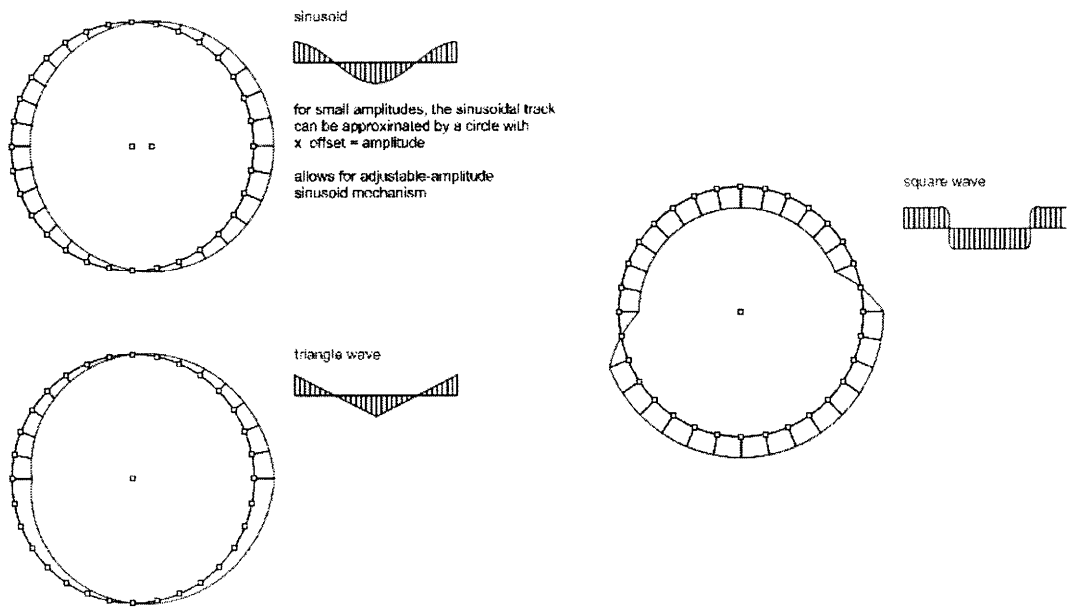 sinusoid
for small amplitudes, the sinusoidal track
can be approximated by a circle with
x offset = amplitude
allows for adjustable-amplitude
sinusoid mechanism
square wave
triangle wave